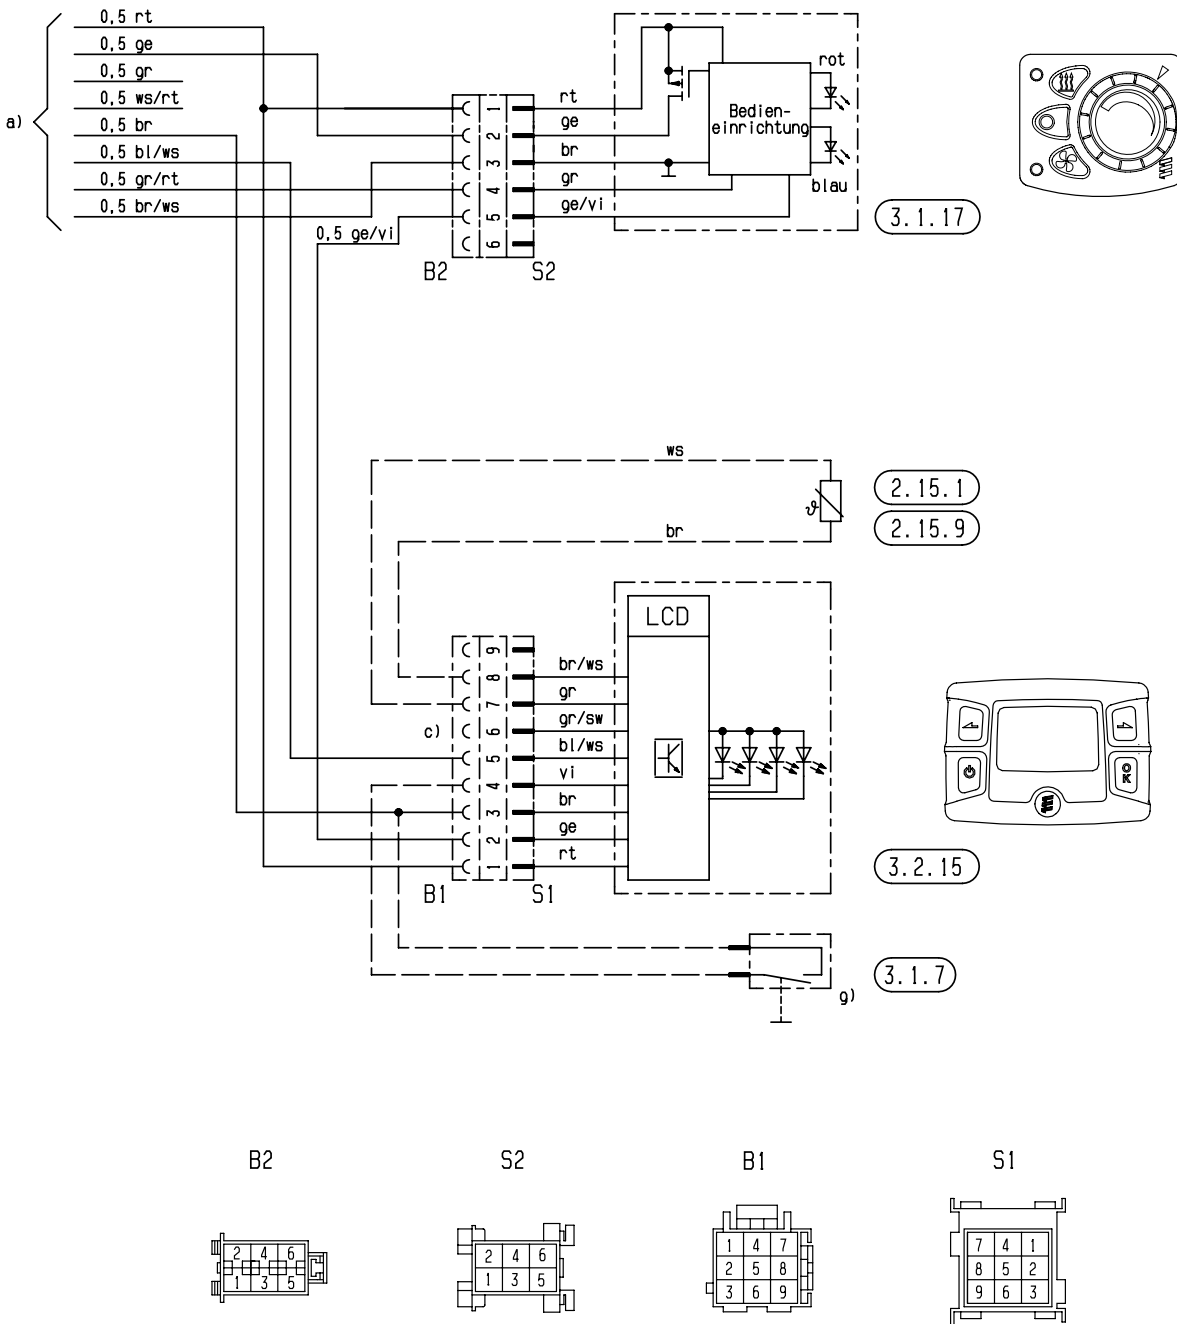 0,5 rt
0,5 ge
0,5 gr
0,5 ws/rt
a)
0,5 br
0,5 bl/ws
0,5 gr/rt
0,5 br/ws
0,5 ge/vi
1
2
3
4
5
6
B2
S2
rt
ge
br
gr
ge/vi
Bedien-
einrichtung
rot
blau
3.1.17
ws
ϑ
br
2.15.1
2.15.9
LCD
9
8
7
6
5
4
3
2
1
c)
B1
S1
br/ws
gr
gr/sw
bl/ws
vi
br
ge
rt
OK
3.2.15
3.1.7
g)
B2
S2
B1
S1
2 4 6
1 3 5
2 4 6
1 3 5
1 4 7
2 5 8
3 6 9
7 4 1
8 5 2
9 6 3